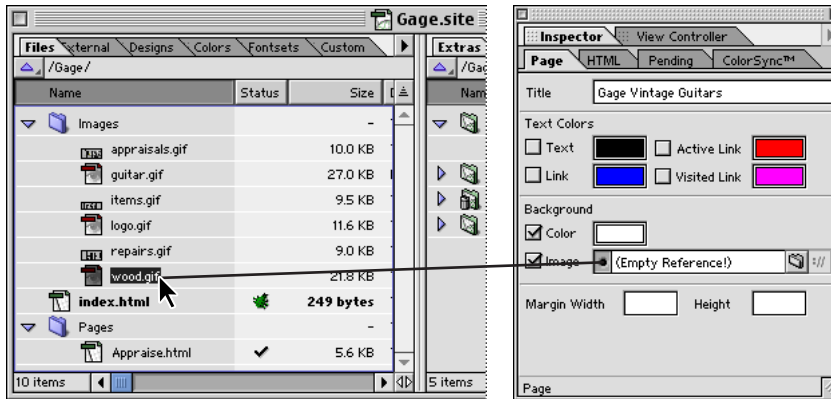 Gage.site
Files External Designs Colors Fontsets Custom
/Gage/
Name Status Size
Images -
appraisals.gif 10.0 KB
guitar.gif 27.0 KB
items.gif 9.5 KB
logo.gif 11.6 KB
repairs.gif 9.0 KB
wood.gif 21.8 KB
index.html 249 bytes
Pages -
Appraise.html 5.6 KB
10 items
Extras
/Gag
Nam
5 items
Inspector View Controller
Page HTML Pending ColorSync™
Title Gage Vintage Guitars
Text Colors
Text Active Link
Link Visited Link
Background
Color
Image (Empty Reference!)
Margin Width Height
Page